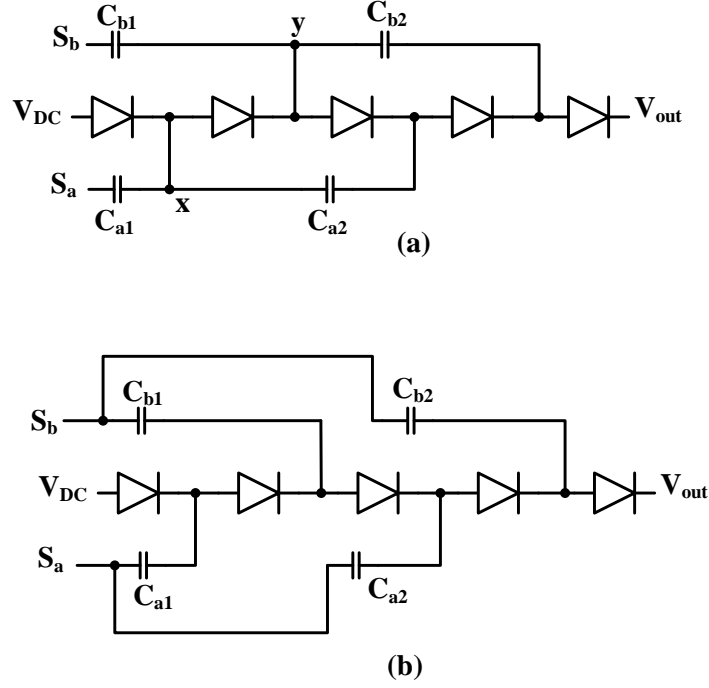 C_b1
y
C_b2
S_b
V_DC
V_out
S_a
x
C_a1
C_a2
(a)
C_b1
C_b2
S_b
V_DC
V_out
S_a
C_a1
C_a2
(b)